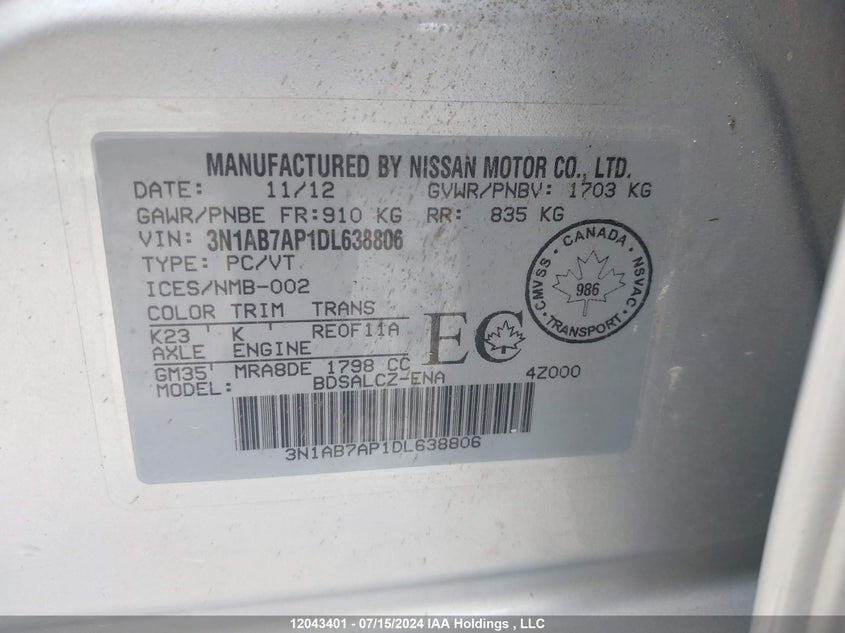 MANUFACTURED BY NISSAN MOTOR CO., LTD.
DATE: 11/12 GVWR/PNBV: 1703 KG
GAWR/PNBE FR: 910 KG RR: 835 KG
VIN: 3N1AB7AP1DL638806
TYPE: PC/VT
ICES/NMB-002
COLOR TRIM TRANS
K23 ' K ' RE0F11A
AXLE ENGINE
GM35' MRA8DE 1798 CC
MODEL: BDSALCZ-ENA 4Z000
EC
CANADA
CMVSS · NSVAC
986
TRANSPORT
3N1AB7AP1DL638806
12043401 - 07/15/2024 IAA Holdings , LLC